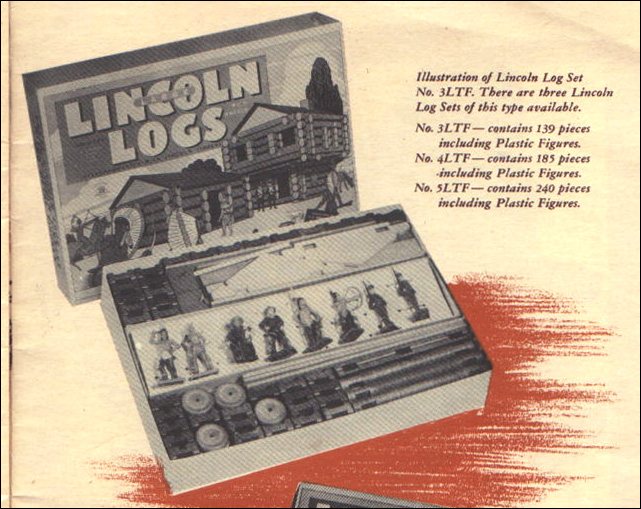 LINCOLN
LOGS
Illustration of Lincoln Log Set
No. 3LTF. There are three Lincoln
Log Sets of this type available.
No. 3LTF — contains 139 pieces
including Plastic Figures.
No. 4LTF — contains 185 pieces
-including Plastic Figures.
No. 5LTF — contains 240 pieces
including Plastic Figures.